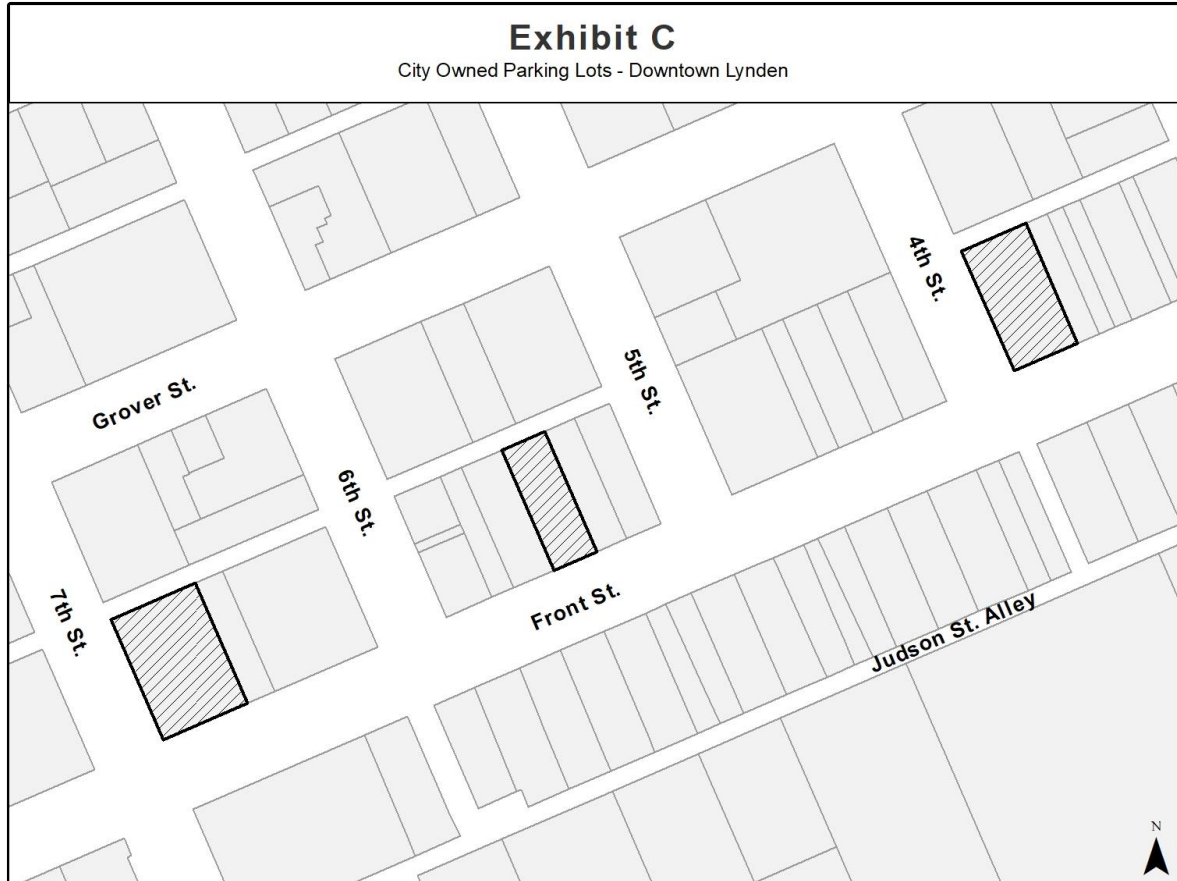 Exhibit C
City Owned Parking Lots - Downtown Lynden
4th St.
5th St.
Grover St.
6th St.
7th St.
Front St.
Judson St. Alley
N